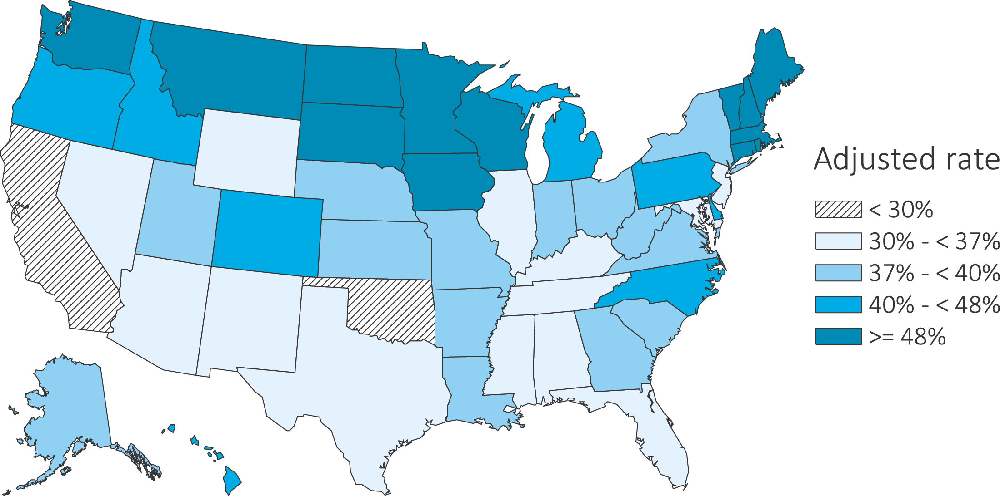 Adjusted rate
< 30%
30% - < 37%
37% - < 40%
40% - < 48%
>= 48%